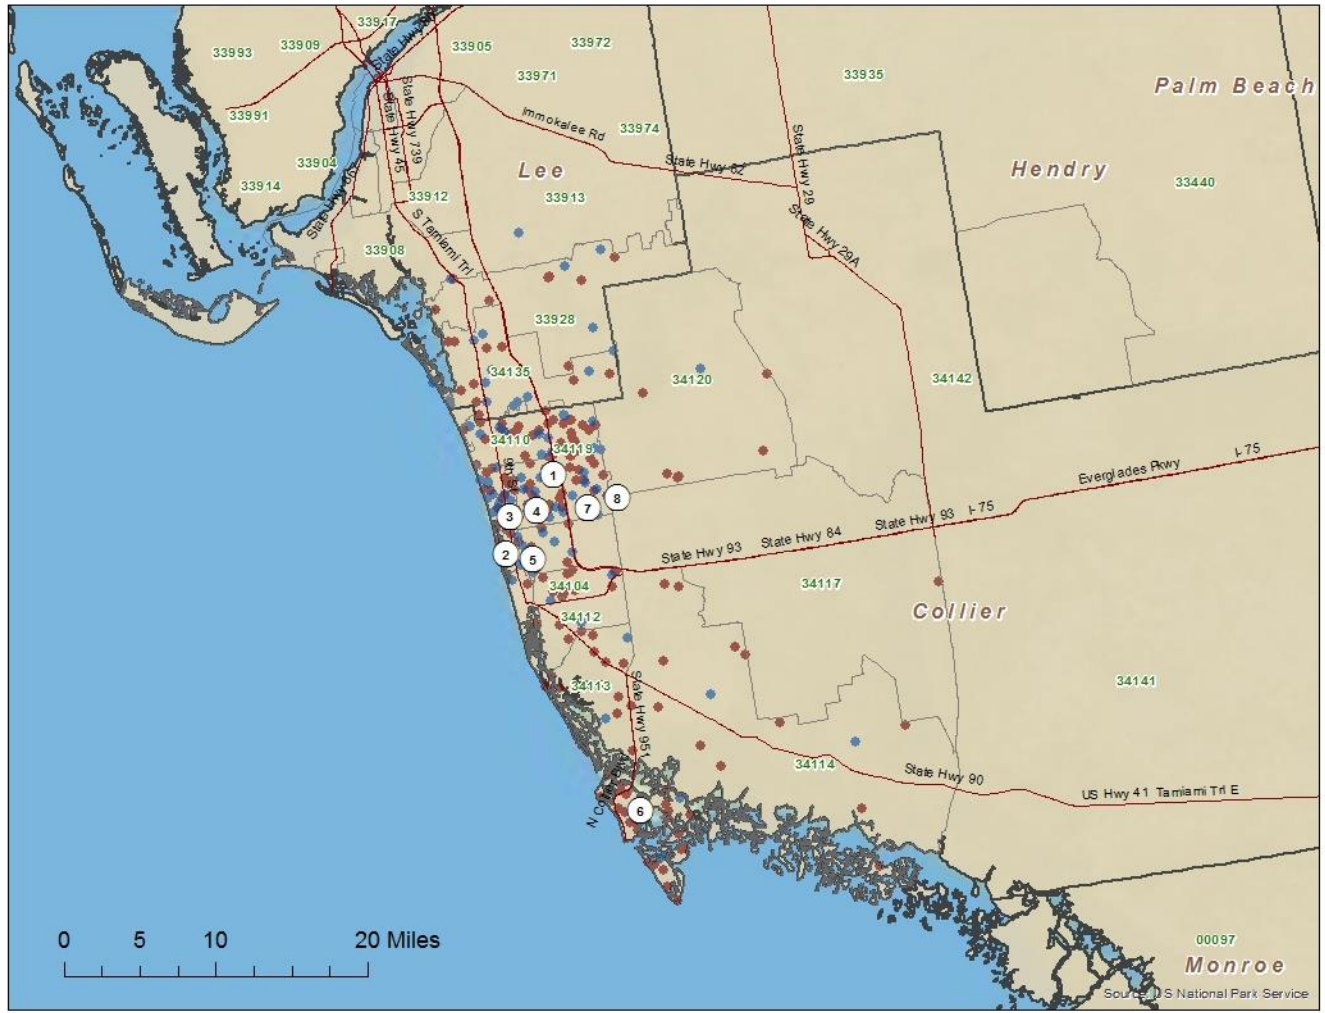 33917
33993
33909
33905
33972
33971
33935
Palm Beach
33991
State Hwy 739
State Hwy 45
Immokalee Rd
33974
State Hwy 82
State Hwy 29
33904
Lee
Hendry
33914
33912
33913
33440
S Tamiami Trl
State Hwy 29A
33908
33928
34135
34120
34142
34110
34119
9th St
1
Everglades Pkwy
I-75
8
3
4
7
State Hwy 93
I-75
2
5
State Hwy 93
State Hwy 84
34104
34117
Collier
34112
34113
34141
State Hwy 951
34114
State Hwy 90
US Hwy 41 Tamiami Trl E
N Collier Blvd
6
0 5 10 20 Miles
00097
Monroe
Source: US National Park Service